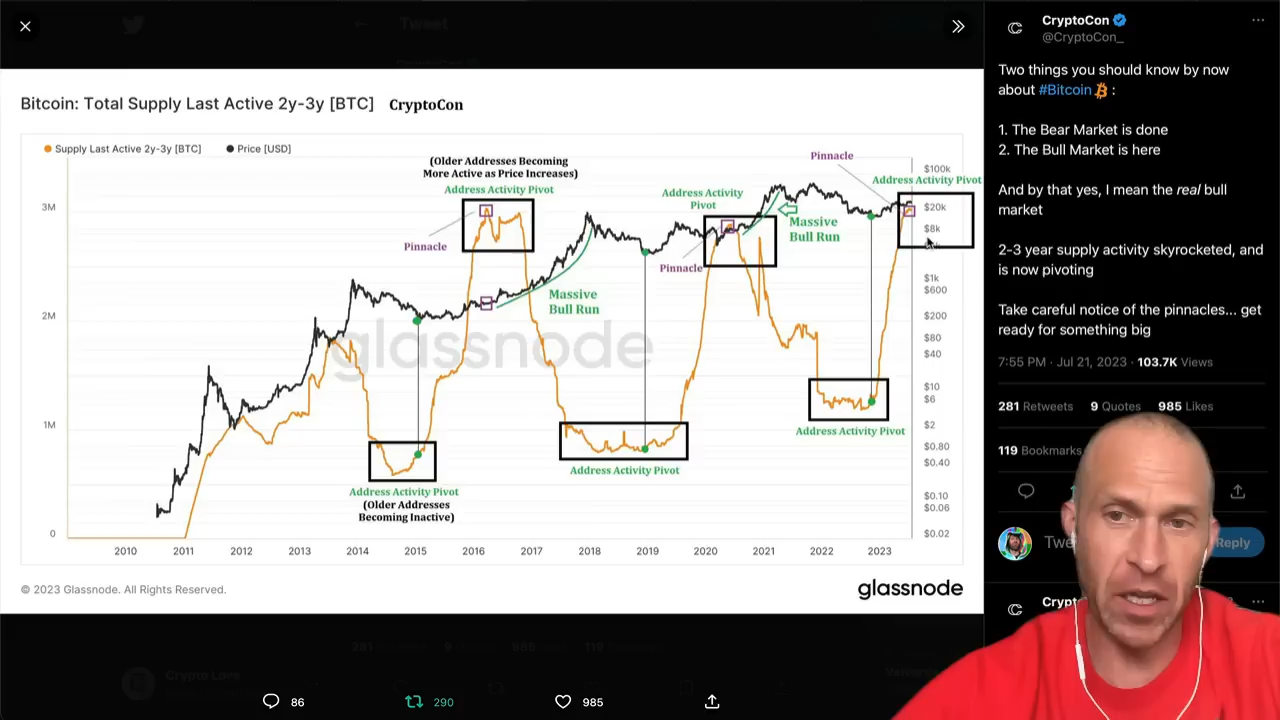 Tweet
Bitcoin: Total Supply Last Active 2y-3y [BTC] CryptoCon
Supply Last Active 2y-3y [BTC] Price [USD]
(Older Addresses Becoming
More Active as Price Increases)
Address Activity Pivot
Pinnacle
Massive
Bull Run
Address Activity
Pivot
Pinnacle
Massive
Bull Run
Pinnacle
Address Activity Pivot
3M
2M
1M
0
$100k
$20k
$8k
$1k
$600
$200
$80
$40
$10
$6
$2
$0.80
$0.40
$0.10
$0.06
$0.02
glassnode
Address Activity Pivot
(Older Addresses
Becoming Inactive)
Address Activity Pivot
Address Activity Pivot
2010 2011 2012 2013 2014 2015 2016 2017 2018 2019 2020 2021 2022 2023
© 2023 Glassnode. All Rights Reserved.
glassnode
Crypto Love
86
290
985
CryptoCon
@CryptoCon_
Two things you should know by now
about #Bitcoin :
1. The Bear Market is done
2. The Bull Market is here
And by that yes, I mean the real bull
market
2-3 year supply activity skyrocketed, and
is now pivoting
Take careful notice of the pinnacles... get
ready for something big
7:55 PM · Jul 21, 2023 · 103.7K Views
281 Retweets 9 Quotes 985 Likes
119 Bookmarks
Reply